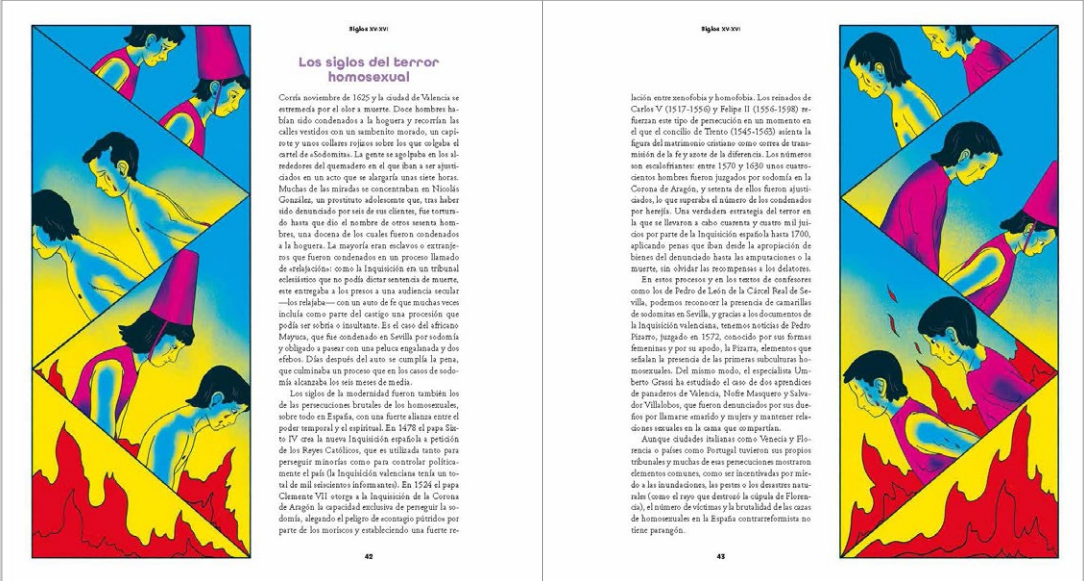 Siglos XV-XVI
Los siglos del terror
homosexual
Corría noviembre de 1625 y la ciudad de Valencia se
estremecía por el olor a muerte. Doce hombres ha-
bían sido condenados a la hoguera y recorrían las
calles vestidos con un sambenito morado, un capi-
rote y unos collares rojizos sobre los que colgaba el
cartel de «Sodomita». La gente se agolpaba en los al-
rededores del quemadero en el que iban a ser ajusti-
ciados en un acto que se alargaría unas siete horas.
Muchas de las miradas se concentraban en Nicolás
González, un prostituto adolescente que, tras haber
sido denunciado por seis de sus clientes, fue tortura-
do hasta que dio el nombre de otros sesenta hom-
bres, una docena de los cuales fueron condenados
a la hoguera. La mayoría eran esclavos o extranje-
ros que fueron condenados en un proceso llamado
de «relajación»: como la Inquisición era un tribunal
eclesiástico que no podía dictar sentencia de muerte,
este entregaba a los presos a una audiencia secular
—los relajaba— con un auto de fe que muchas veces
incluía como parte del castigo una procesión que
podía ser sobria o insultante. Es el caso del africano
Mayuca, que fue condenado en Sevilla por sodomía
y obligado a pasear con una peluca engalanada y dos
efebos. Días después del auto se cumplía la pena,
que culminaba un proceso que en los casos de sodo-
mía alcanzaba los seis meses de media.
Los siglos de la modernidad fueron también los
de las persecuciones brutales de los homosexuales,
sobre todo en España, con una fuerte alianza entre el
poder temporal y el espiritual. En 1478 el papa Six-
to IV crea la nueva Inquisición española a petición
de los Reyes Católicos, que es utilizada tanto para
perseguir minorías como para controlar política-
mente el país (la Inquisición valenciana tenía un to-
tal de mil seiscientos informantes). En 1524 el papa
Clemente VII otorga a la Inquisición de la Corona
de Aragón la capacidad exclusiva de perseguir la so-
domía, alegando el peligro de contagio pútridos por
parte de los moriscos y estableciendo una fuerte re-
42
Siglos XV-XVI
lación entre xenofobia y homofobia. Los reinados de
Carlos V (1517-1556) y Felipe II (1556-1598) re-
fuerzan este tipo de persecución en un momento en
el que el concilio de Trento (1545-1563) asienta la
figura del matrimonio cristiano como correa de trans-
misión de la fe y azote de la diferencia. Los números
son escalofriantes: entre 1570 y 1630 unos cuatro-
cientos hombres fueron juzgados por sodomía en la
Corona de Aragón, y setenta de ellos fueron ajusti-
ciados, lo que superaba el número de los condenados
por herejía. Una verdadera estrategia del terror en
la que se llevaron a cabo cuarenta y cuatro mil jui-
cios por parte de la Inquisición española hasta 1700,
aplicando penas que iban desde la apropiación de
bienes del denunciado hasta las amputaciones o la
muerte, sin olvidar las recompensas a los delatores.
En estos procesos y en los textos de confesores
como los de Pedro de León de la Cárcel Real de Se-
villa, podemos reconocer la presencia de camarillas
de sodomitas en Sevilla, y gracias a los documentos de
la Inquisición valenciana, tenemos noticias de Pedro
Pizarro, juzgado en 1572, conocido por sus formas
femeninas y por su apodo, la Pizarra, elementos que
señalan la presencia de las primeras subculturas ho-
mosexuales. Del mismo modo, el especialista Um-
berto Grassi ha estudiado el caso de dos aprendices
de panaderos de Valencia, Nofre Masquero y Salva-
dor Villalobos, que fueron denunciados por sus due-
ños por llamarse «marido y mujer» y mantener rela-
ciones sexuales en la cama que compartían.
Aunque ciudades italianas como Venecia y Flo-
rencia o países como Portugal tuvieron sus propios
tribunales y muchas de esas persecuciones mostraron
elementos comunes, como ser incentivadas por mie-
do a las inundaciones, las pestes o los desastres natu-
rales (como el rayo que destrozó la cúpula de Floren-
cia), el número de víctimas y la brutalidad de las cazas
de homosexuales en la España contrarreformista no
tiene parangón.
43